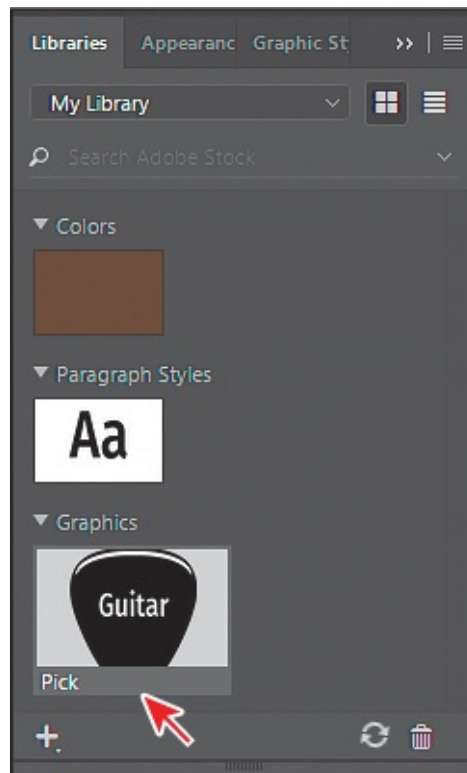 Libraries Appearanc Graphic St
My Library
Search Adobe Stock
Colors
Paragraph Styles
Aa
Graphics
Guitar
Pick